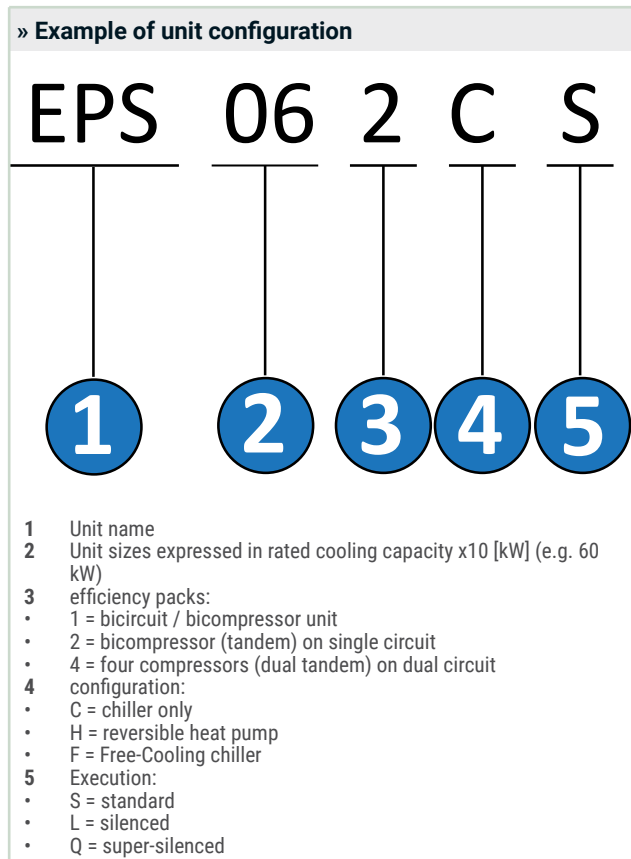 » Example of unit configuration
EPS 06 2 C S
1 2 3 4 5
1 Unit name
2 Unit sizes expressed in rated cooling capacity x10 [kW] (e.g. 60
kW)
3 efficiency packs:
• 1 = bicircuit / bicompressor unit
• 2 = bicompressor (tandem) on single circuit
• 4 = four compressors (dual tandem) on dual circuit
4 configuration:
• C = chiller only
• H = reversible heat pump
• F = Free-Cooling chiller
5 Execution:
• S = standard
• L = silenced
• Q = super-silenced